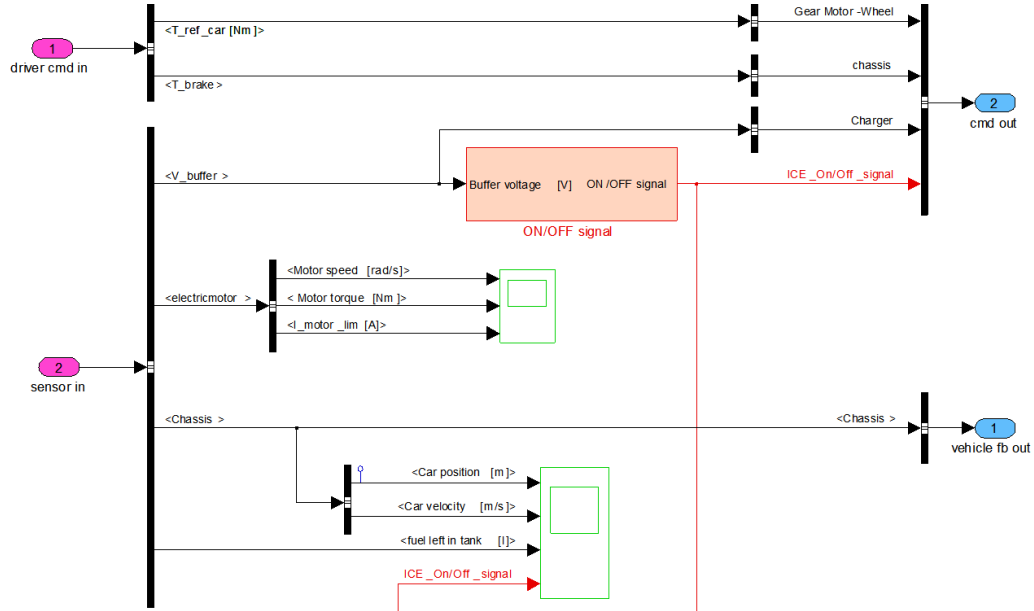 Gear Motor -Wheel
<T_ref_car [Nm]>
1
driver cmd in
chassis
<T_brake >
2
cmd out
Charger
<V_buffer >
Buffer voltage [V] ON /OFF signal
ICE _On/Off _signal
ON/OFF signal
<Motor speed [rad/s]>
<electricmotor >
< Motor torque [Nm ]>
<I_motor _lim [A]>
2
sensor in
<Chassis >
<Chassis >
1
vehicle fb out
<Car position [m]>
<Car velocity [m/s]>
<fuel left in tank [l]>
ICE _On/Off _signal